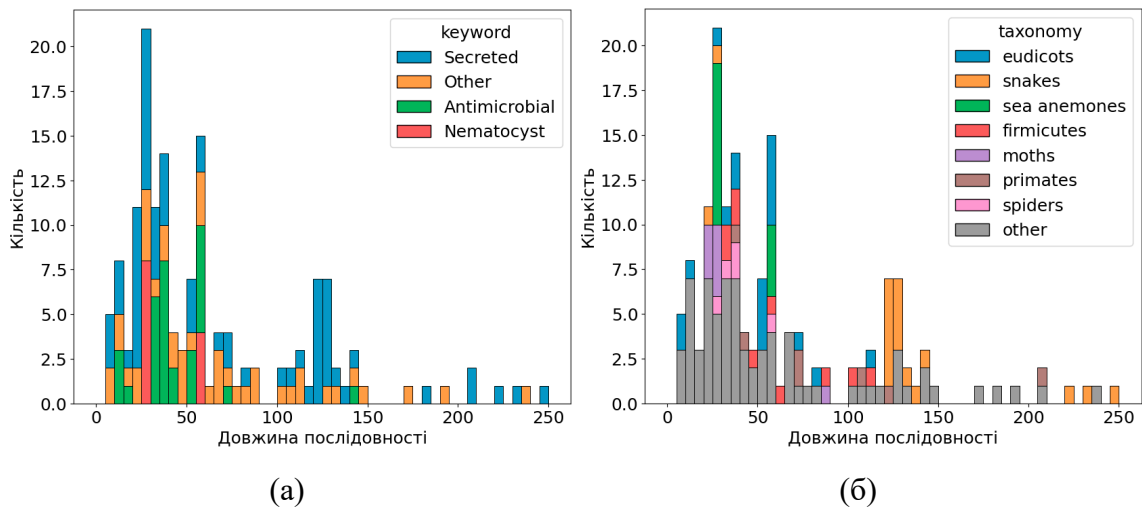 keyword
Secreted
Other
Antimicrobial
Nematocyst
20.0
17.5
15.0
12.5
10.0
7.5
5.0
2.5
0.0
Кількість
0 50 100 150 200 250
Довжина послідовності
(а)
taxonomy
eudicots
snakes
sea anemones
firmicutes
moths
primates
spiders
other
20.0
17.5
15.0
12.5
10.0
7.5
5.0
2.5
0.0
Кількість
0 50 100 150 200 250
Довжина послідовності
(б)